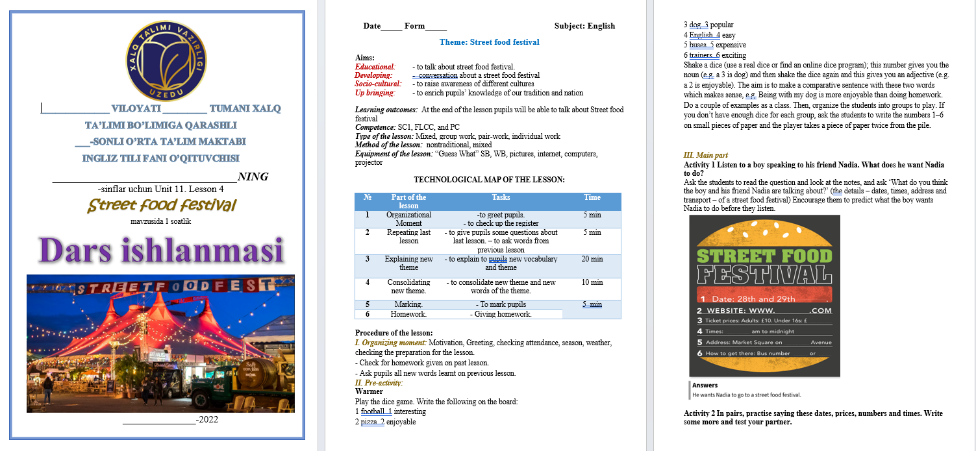 XALQ TA'LIMI VAZIRLIGI
UZEDU
VILOYATI TUMANI XALQ
TA'LIMI BO'LIMIGA QARASHLI
___-SONLI O'RTA TA'LIM MAKTABI
INGLIZ TILI FANI O'QITUVCHISI
NING
-sinflar uchun Unit 11. Lesson 4
Street food festival
mavzusida 1 soatlik
Dars ishlanmasi
STREET FOOD FEST
-2022
Date_____ Form____ Subject: English
Theme: Street food festival
Aims:
Educational: - to talk about street food festival.
Developing: - conversation about a street food festival
Socio-cultural: - to raise awareness of different cultures
Up bringing: - to enrich pupils' knowledge of our tradition and nation
Learning outcomes: At the end of the lesson pupils will be able to talk about Street food
festival
Competence: SC1, FLCC, and PC
Type of the lesson: Mixed, group work, pair-work, individual work
Method of the lesson: nontraditional, mixed
Equipment of the lesson: "Guess What" SB, WB, pictures, internet, computers,
projector
TECHNOLOGICAL MAP OF THE LESSON:
№ Part of the lesson Tasks Time
1 Organizational Moment -to greet pupils. - to check up the register 5 min
2 Repeating last lesson - to give pupils some questions about last lesson. – to ask words from previous lesson 5 min
3 Explaining new theme - to explain to pupils new vocabulary and theme 20 min
4 Consolidating new theme. - to consolidate new theme and new words of the theme. 10 min
5 Marking. - To mark pupils 5 min
6 Homework. - Giving homework.
Procedure of the lesson:
I. Organizing moment: Motivation, Greeting, checking attendance, season, weather,
checking the preparation for the lesson.
- Check for homework given on past lesson.
- Ask pupils all new words learnt on previous lesson.
II. Pre-activity:
Warmer
Play the dice game. Write the following on the board:
1 football 1 interesting
2 pizza 2 enjoyable
3 dog 3 popular
4 English 4 easy
5 buses 5 expensive
6 trainers 6 exciting
Shake a dice (use a real dice or find an online dice program); this number gives you the
noun (e.g. a 3 is dog) and then shake the dice again and this gives you an adjective (e.g.
a 2 is enjoyable). The aim is to make a comparative sentence with these two words
which makes sense, e.g. Being with my dog is more enjoyable than doing homework.
Do a couple of examples as a class. Then, organize the students into groups to play. If
you don't have enough dice for each group, ask the students to write the numbers 1–6
on small pieces of paper and the player takes a piece of paper twice from the pile.
III. Main part
Activity 1 Listen to a boy speaking to his friend Nadia. What does he want Nadia
to do?
Ask the students to read the question and look at the notes, and ask 'What do you think
the boy and his friend Nadia are talking about?' (the details – dates, times, address and
transport – of a street food festival) Encourage them to predict what the boy wants
Nadia to do before they listen.
STREET FOOD
FESTIVAL
1 Date: 28th and 29th
2 WEBSITE: WWW. .COM
3 Ticket prices: Adults: £10. Under 16s: £
4 Times: am to midnight
5 Address: Market Square on Avenue
6 How to get there: Bus number or
Answers
He wants Nadia to go to a street food festival.
Activity 2 In pairs, practise saying these dates, prices, numbers and times. Write
some more and test your partner.